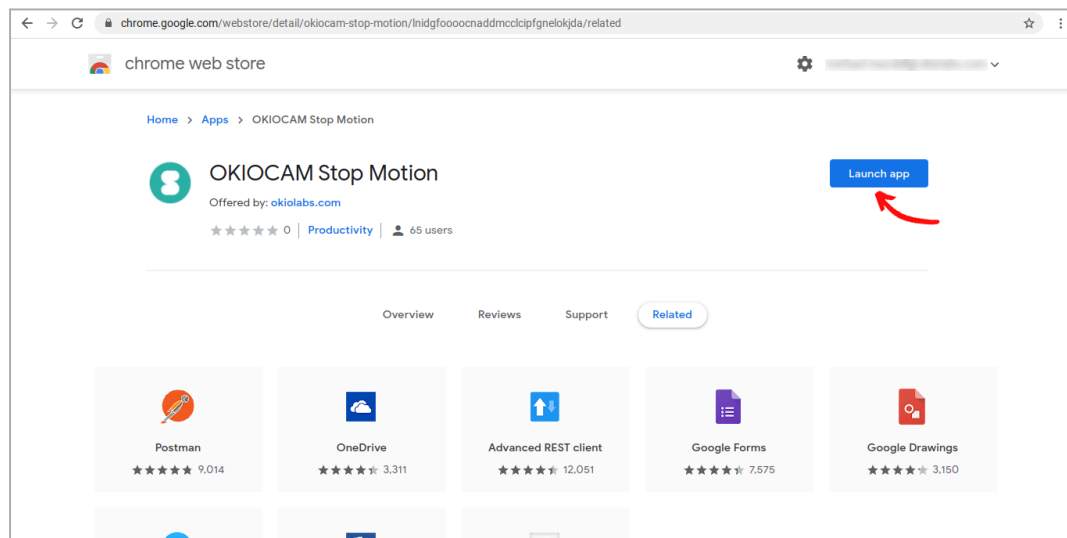 chrome.google.com/webstore/detail/okiocam-stop-motion/lnidgfoooocnaddmcclcipfgnelokjda/related
chrome web store
Home > Apps > OKIOCAM Stop Motion
OKIOCAM Stop Motion
Launch app
Offered by: okiolabs.com
0 | Productivity | 65 users
Overview Reviews Support Related
Postman OneDrive Advanced REST client Google Forms Google Drawings
9,014 3,311 12,051 7,575 3,150